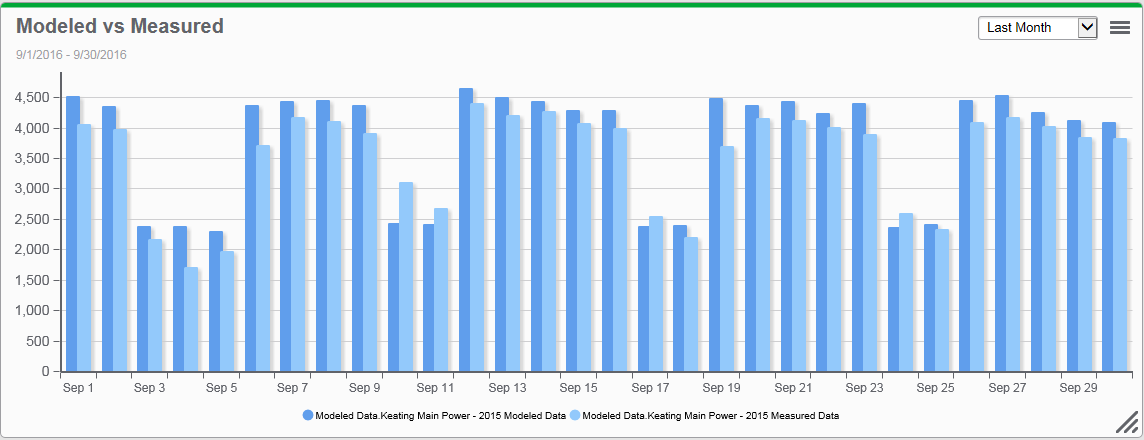 Modeled vs Measured
Last Month
9/1/2016 - 9/30/2016
4,500
4,000
3,500
3,000
2,500
2,000
1,500
1,000
500
0
Sep 1 Sep 3 Sep 5 Sep 7 Sep 9 Sep 11 Sep 13 Sep 15 Sep 17 Sep 19 Sep 21 Sep 23 Sep 25 Sep 27 Sep 29
Modeled Data.Keating Main Power - 2015 Modeled Data Modeled Data.Keating Main Power - 2015 Measured Data